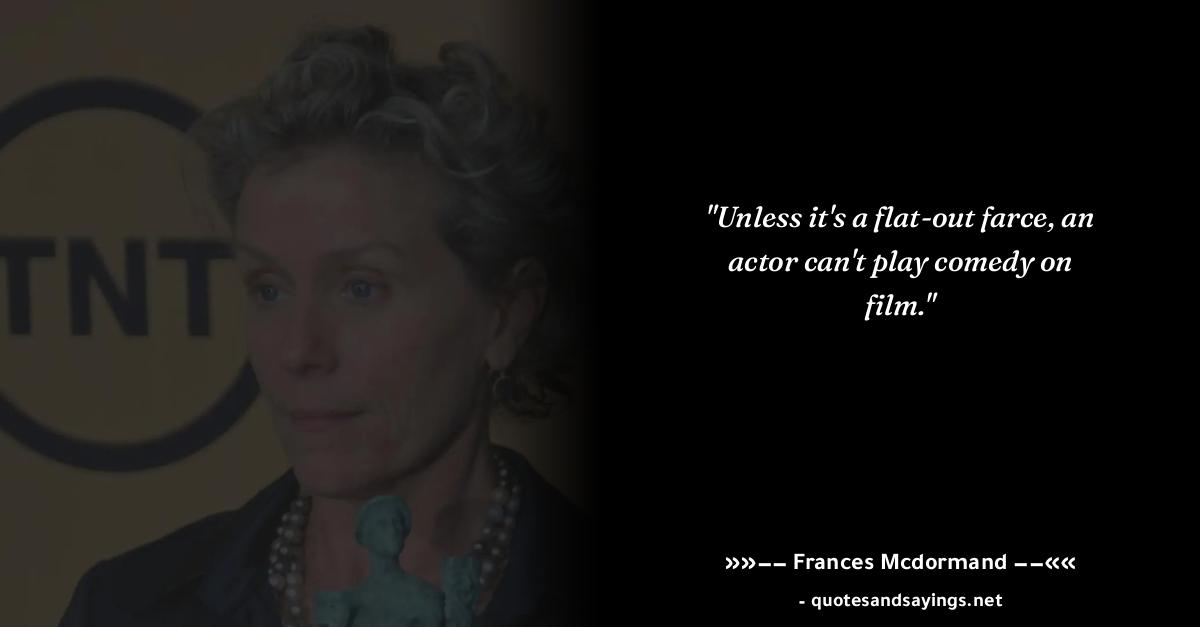 TNT
"Unless it's a flat-out farce, an
actor can't play comedy on
film."
»»–– Frances Mcdormand ––««
- quotesandsayings.net